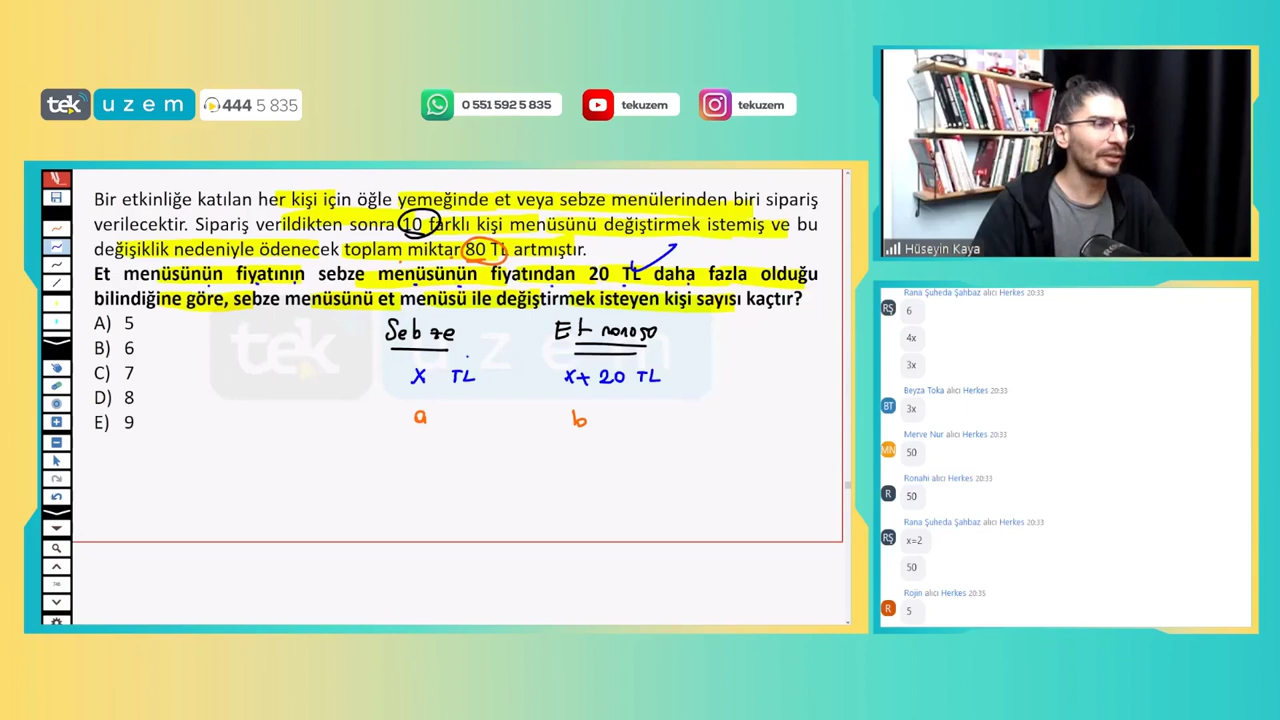 tek uzem 444 5 835
0 551 592 5 835
tekuzem
tekuzem
Bir etkinliğe katılan her kişi için öğle yemeğinde et veya sebze menülerinden biri sipariş
verilecektir. Sipariş verildikten sonra 10 farklı kişi menüsünü değiştirmek istemiş ve bu
değişiklik nedeniyle ödenecek toplam miktar 80 TL artmıştır.
Et menüsünün fiyatının sebze menüsünün fiyatından 20 TL daha fazla olduğu
bilindiğine göre, sebze menüsünü et menüsü ile değiştirmek isteyen kişi sayısı kaçtır?
A) 5
B) 6
C) 7
D) 8
E) 9
Sebze Et
x TL x+ 20 TL
a b
tek uzem
Hüseyin Kaya
Rana Şuheda Şahbaz alıcı Herkes 20:33
RŞ 6
4x
3x
Beyza Toka alıcı Herkes 20:33
BT 3x
Merve Nur alıcı Herkes 20:33
MN 50
Ronahi alıcı Herkes 20:33
R 50
Rana Şuheda Şahbaz alıcı Herkes 20:33
RŞ x=2
50
Rojin alıcı Herkes 20:35
R 5